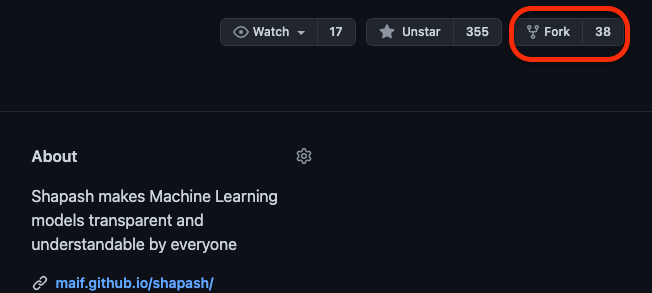 Watch 17 Unstar 355 Fork 38
About
Shapash makes Machine Learning
models transparent and
understandable by everyone
maif.github.io/shapash/